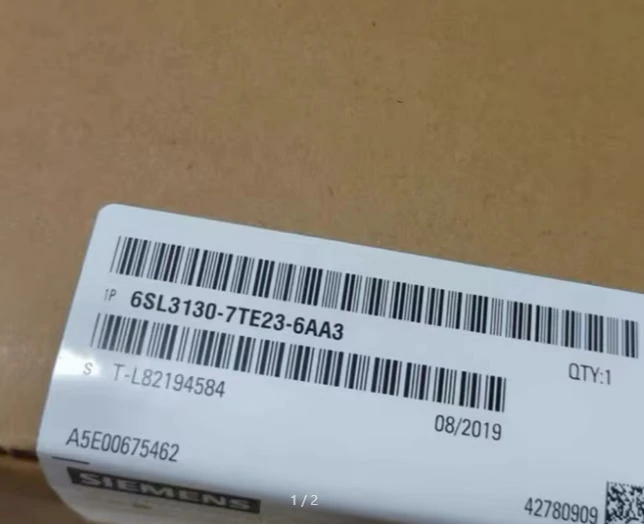 1P 6SL3130-7TE23-6AA3
QTY:1
S T-L82194584
08/2019
A5E00675462
SIEMENS
1 / 2
42780909